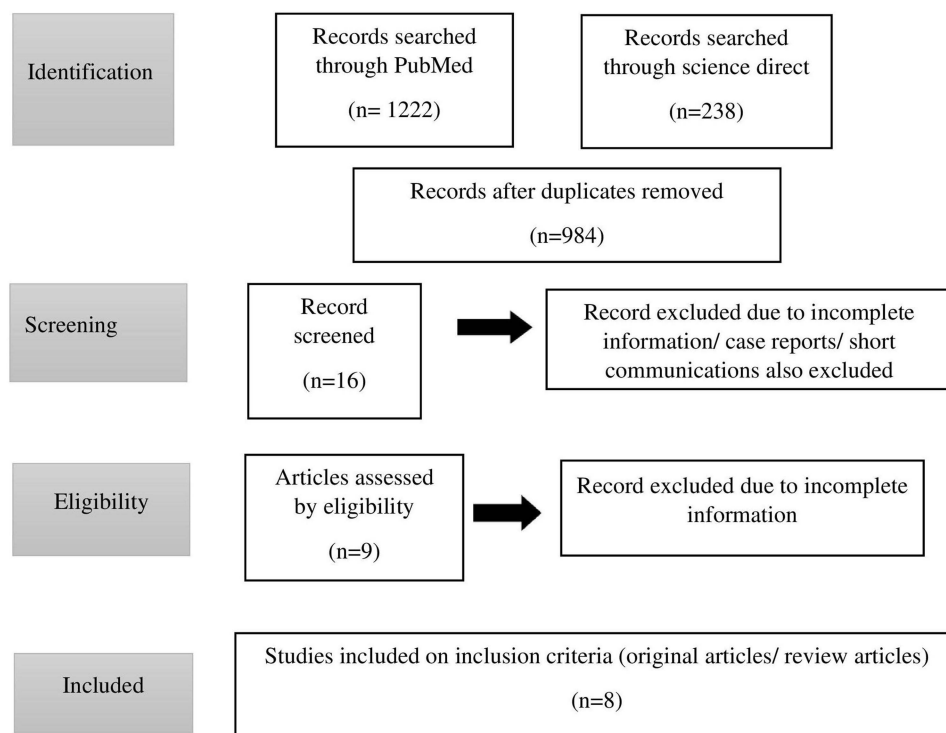 Identification
Records searched
through PubMed
(n= 1222)
Records searched
through science direct
(n=238)
Records after duplicates removed
(n=984)
Screening
Record
screened
(n=16)
Record excluded due to incomplete
information/ case reports/ short
communications also excluded
Eligibility
Articles assessed
by eligibility
(n=9)
Record excluded due to incomplete
information
Included
Studies included on inclusion criteria (original articles/ review articles)
(n=8)